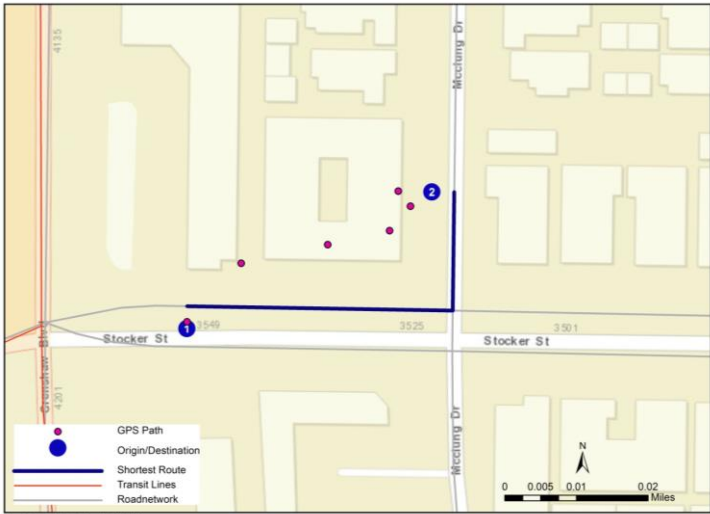 4135
Mcclung Dr
2
1
3549
3525
3501
Stocker St
Stocker St
Crenshaw Blvd
4201
Mcclung Dr
GPS Path
Origin/Destination
Shortest Route
Transit Lines
Roadnetwork
N
0 0.005 0.01 0.02
Miles